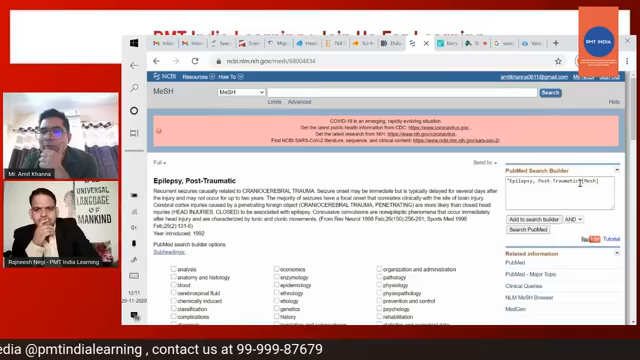 PMT India Learning : Join Us For Learning
PMT INDIA
ncbi.nlm.nih.gov/mesh/68004834
NCBI Resources How To
My NCBI Sign Out
MeSH MeSH Search
Limits Advanced Help
COVID-19 is an emerging, rapidly evolving situation.
Get the latest public health information from CDC: https://www.coronavirus.gov
Get the latest research from NIH: https://www.nih.gov/coronavirus
Find NCBI SARS-CoV-2 literature, sequence, and clinical content: https://www.ncbi.nlm.nih.gov/sars-cov-2/
Full Send to:
Epilepsy, Post-Traumatic
Recurrent seizures causally related to CRANIOCEREBRAL TRAUMA. Seizure onset may be immediate but is typically delayed for several days after
the injury and may not occur for up to two years. The majority of seizures have a focal onset that correlates clinically with the site of brain injury.
Cerebral cortex injuries caused by a penetrating foreign object (CRANIOCEREBRAL TRAUMA, PENETRATING) are more likely than closed head
injuries (HEAD INJURIES, CLOSED) to be associated with epilepsy. Concussive convulsions are nonepileptic phenomena that occur immediately
after head injury and are characterized by tonic and clonic movements. (From Rev Neurol 1998 Feb;26(150):256-261; Sports Med 1998
Feb;25(2):131-6)
Year introduced: 1992
PubMed search builder options
Subheadings:
analysis economics organization and administration
anatomy and histology enzymology pathology
blood epidemiology physiology
cerebrospinal fluid ethnology physiopathology
chemically induced etiology prevention and control
classification genetics psychology
complications history radiotherapy
PubMed Search Builder
"Epilepsy, Post-Traumatic"[Mesh]
Add to search builder AND
Search PubMed
YouTube Tutorial
Related information
PubMed
PubMed - Major Topic
Clinical Queries
NLM MeSH Browser
MedGen
Mr. Amit Khanna
UNIVERSAL
LANGUAGE OF
MANKIND
Rajneesh Negi - PMT India Learning
12:11
29-11-2020
edia @pmtindialearning , contact us at 99-999-87679